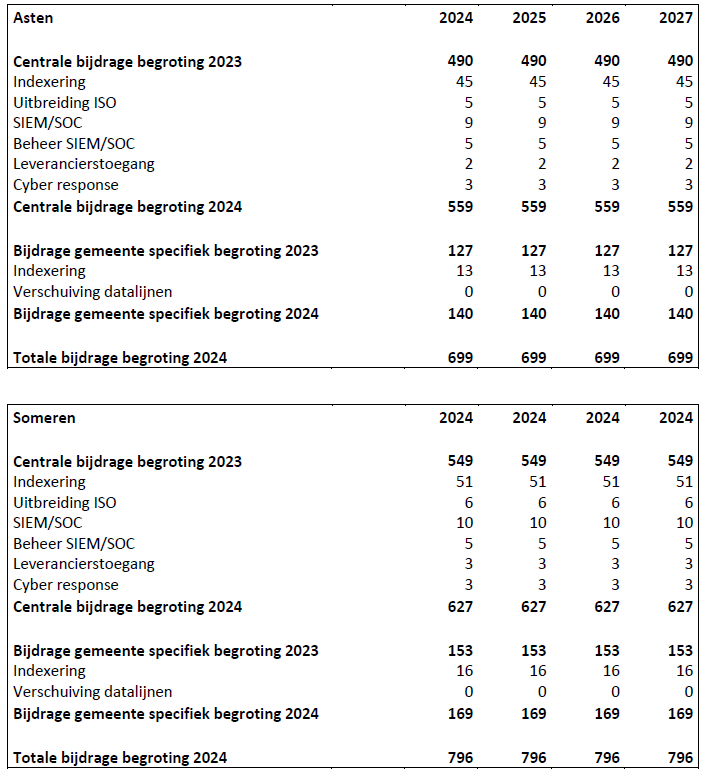 Asten 2024 2025 2026 2027
Centrale bijdrage begroting 2023 490 490 490 490
Indexering 45 45 45 45
Uitbreiding ISO 5 5 5 5
SIEM/SOC 9 9 9 9
Beheer SIEM/SOC 5 5 5 5
Leverancierstoegang 2 2 2 2
Cyber response 3 3 3 3
Centrale bijdrage begroting 2024 559 559 559 559
Bijdrage gemeente specifiek begroting 2023 127 127 127 127
Indexering 13 13 13 13
Verschuiving datalijnen 0 0 0 0
Bijdrage gemeente specifiek begroting 2024 140 140 140 140
Totale bijdrage begroting 2024 699 699 699 699
Someren 2024 2024 2024 2024
Centrale bijdrage begroting 2023 549 549 549 549
Indexering 51 51 51 51
Uitbreiding ISO 6 6 6 6
SIEM/SOC 10 10 10 10
Beheer SIEM/SOC 5 5 5 5
Leverancierstoegang 3 3 3 3
Cyber response 3 3 3 3
Centrale bijdrage begroting 2024 627 627 627 627
Bijdrage gemeente specifiek begroting 2023 153 153 153 153
Indexering 16 16 16 16
Verschuiving datalijnen 0 0 0 0
Bijdrage gemeente specifiek begroting 2024 169 169 169 169
Totale bijdrage begroting 2024 796 796 796 796